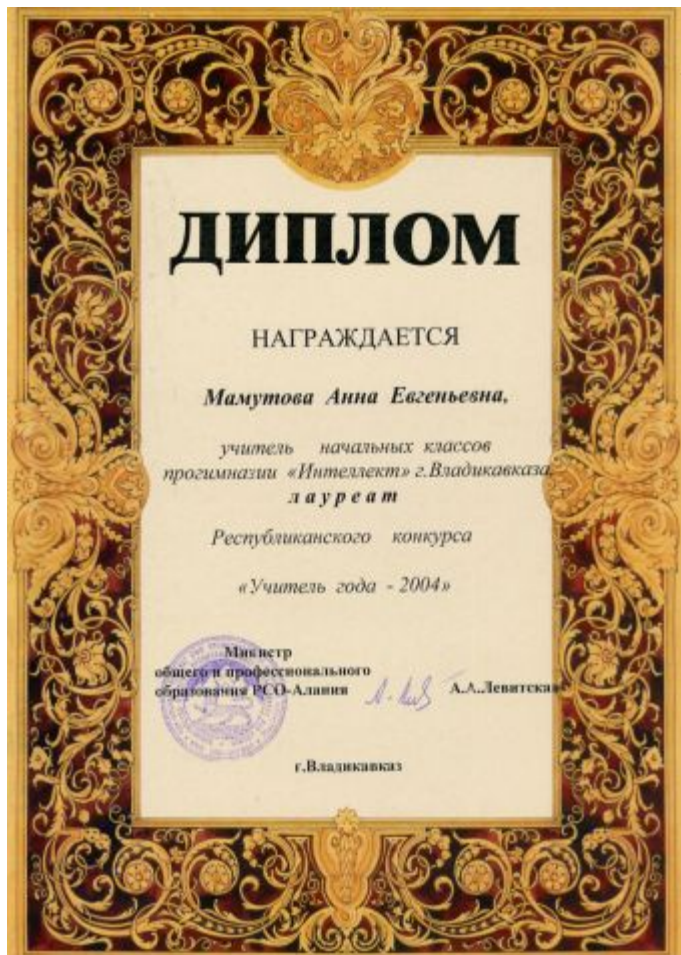 ДИПЛОМ
НАГРАЖДАЕТСЯ
Мамутова Анна Евгеньевна,
учитель начальных классов
прогимназии «Интеллект» г.Владикавказа,
лауреат
Республиканского конкурса
«Учитель года - 2004»
Министр
общего и профессионального
образования РСО-Алания А.А.Левитская
г.Владикавказ